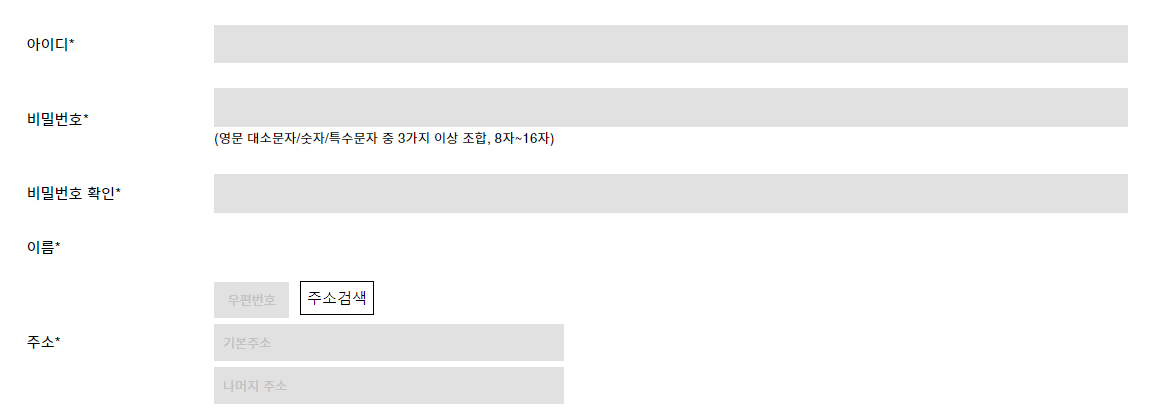 아이디*
비밀번호*
(영문 대소문자/숫자/특수문자 중 3가지 이상 조합, 8자~16자)
비밀번호 확인*
이름*
우편번호 주소검색
주소* 기본주소
나머지 주소